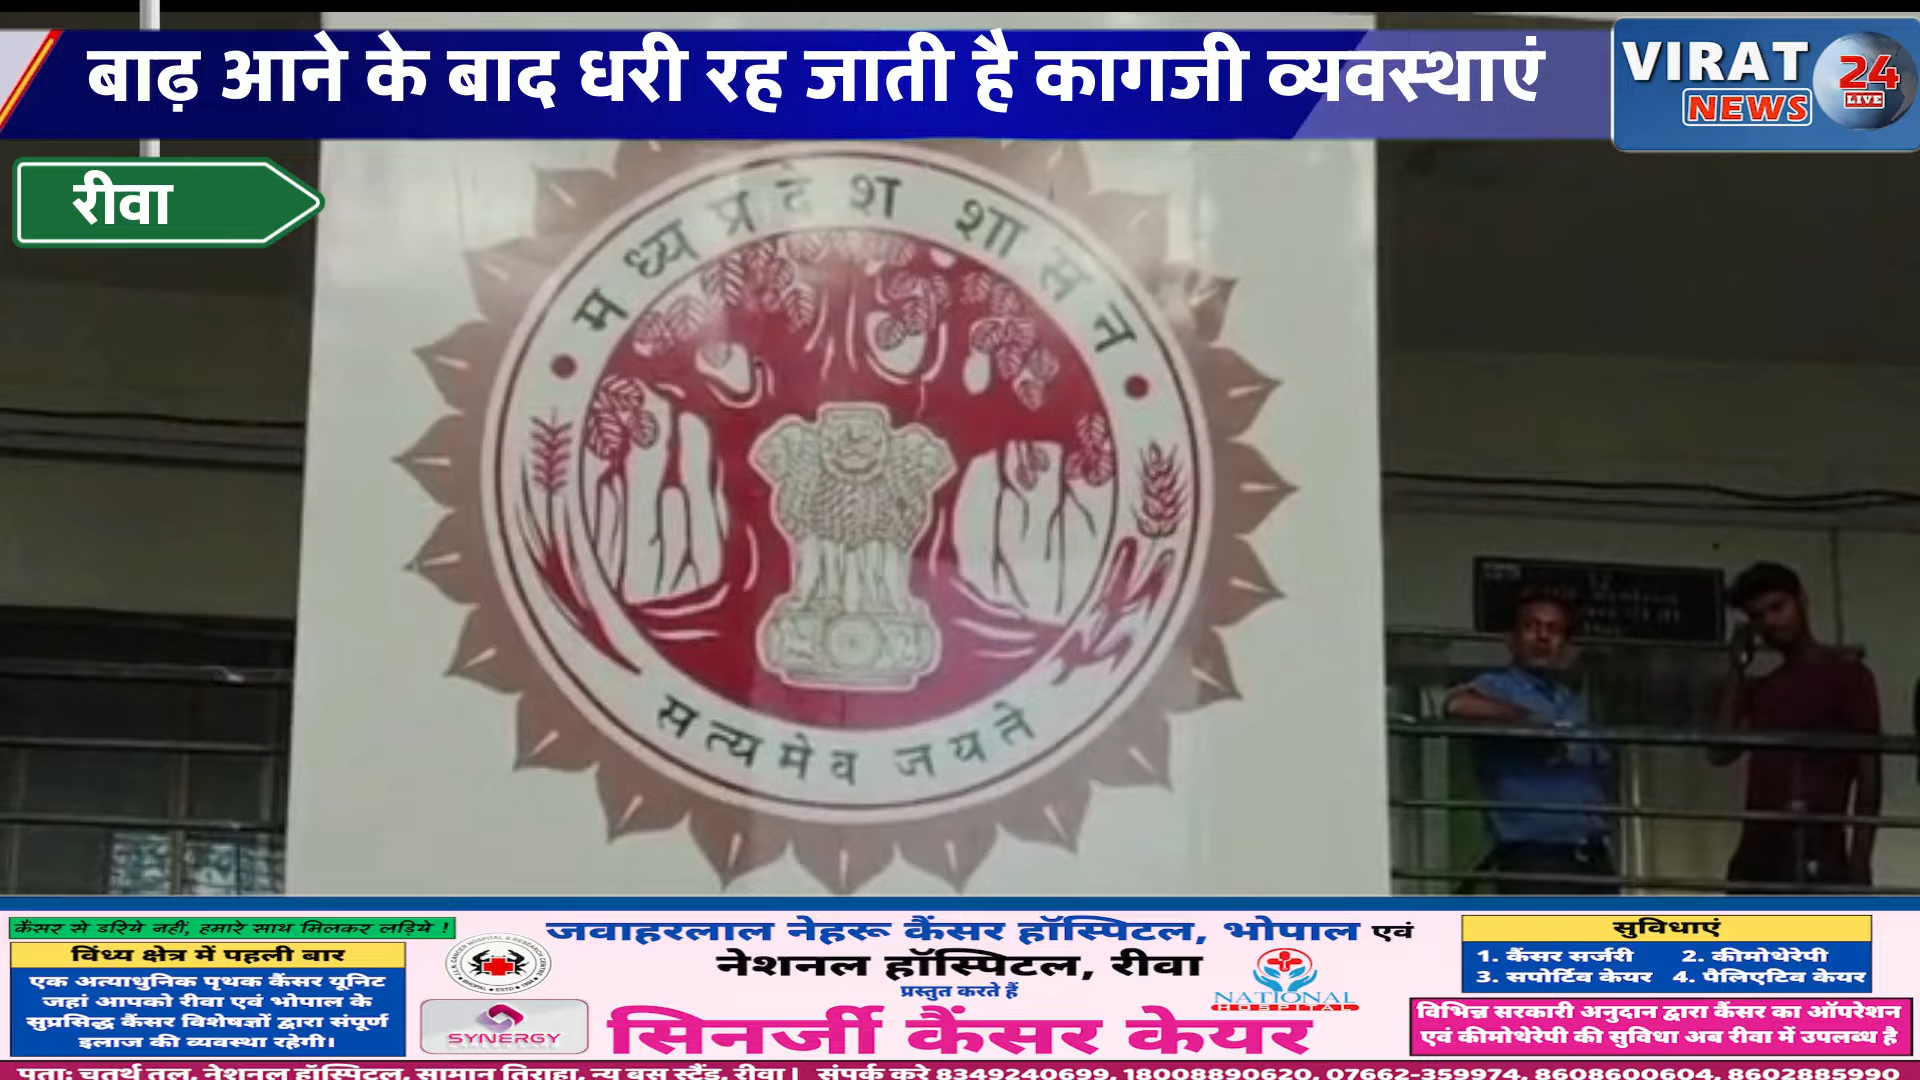 बाढ़ आने के बाद धरी रह जाती है कागजी व्यवस्थाएं
VIRAT
NEWS
24
LIVE
रीवा
मध्यप्रदेश शासन
सत्यमेव जयते
कैंसर से डरिये नहीं, हमारे साथ मिलकर लड़िये !
विंध्य क्षेत्र में पहली बार
एक अत्याधुनिक पृथक कैंसर यूनिट
जहां आपको रीवा एवं भोपाल के
सुप्रसिद्ध कैंसर विशेषज्ञों द्वारा संपूर्ण
इलाज की व्यवस्था रहेगी।
SYNERGY
जवाहरलाल नेहरू कैंसर हॉस्पिटल, भोपाल एवं
नेशनल हॉस्पिटल, रीवा
प्रस्तुत करते हैं
सिनर्जी कैंसर केयर
NATIONAL
HOSPITAL
सुविधाएं
1. कैंसर सर्जरी 2. कीमोथेरेपी
3. सपोर्टिव केयर 4. पैलिएटिव केयर
विभिन्न सरकारी अनुदान द्वारा कैंसर का ऑपरेशन
एवं कीमोथेरेपी की सुविधा अब रीवा में उपलब्ध है
पता: चतुर्थ तल, नेशनल हॉस्पिटल, सामान तिराहा, न्यू बस स्टैंड, रीवा। संपर्क करे 8349240699, 18008890620, 07662-359974, 8608600604, 8602885990